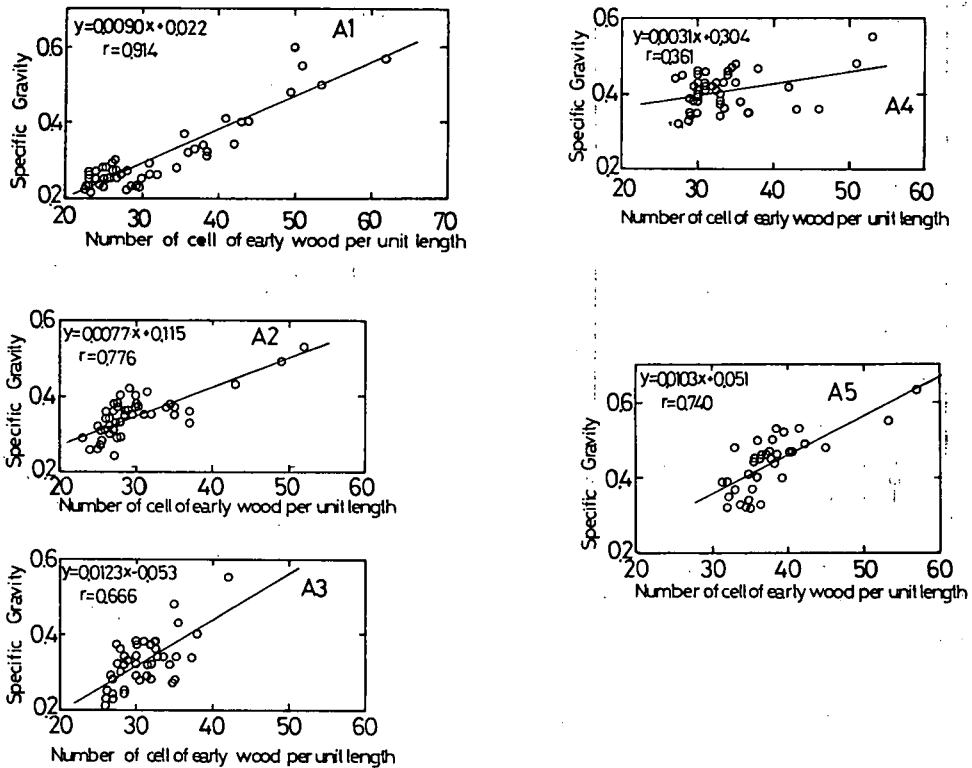 y=0.0090x+0.022
r=0.914
A1
0.6
0.4
0.2
Specific Gravity
20 30 40 50 60 70
Number of cell of early wood per unit length
y=0.0031x+0.304
r=0.361
A4
0.6
0.4
0.2
Specific Gravity
20 30 40 50 60
Number of cell of early wood per unit length
y=0.0077x+0.115
r=0.776
A2
0.6
0.4
0.2
Specific Gravity
20 30 40 50 60
Number of cell of early wood per unit length
y=0.0103x+0.051
r=0.740
A5
0.6
0.4
0.2
Specific Gravity
30 40 50 60
Number of cell of early wood per unit length
y=0.0123x-0.053
r=0.666
A3
0.6
0.4
0.2
Specific Gravity
20 30 40 50 60
Number of cell of early wood per unit length